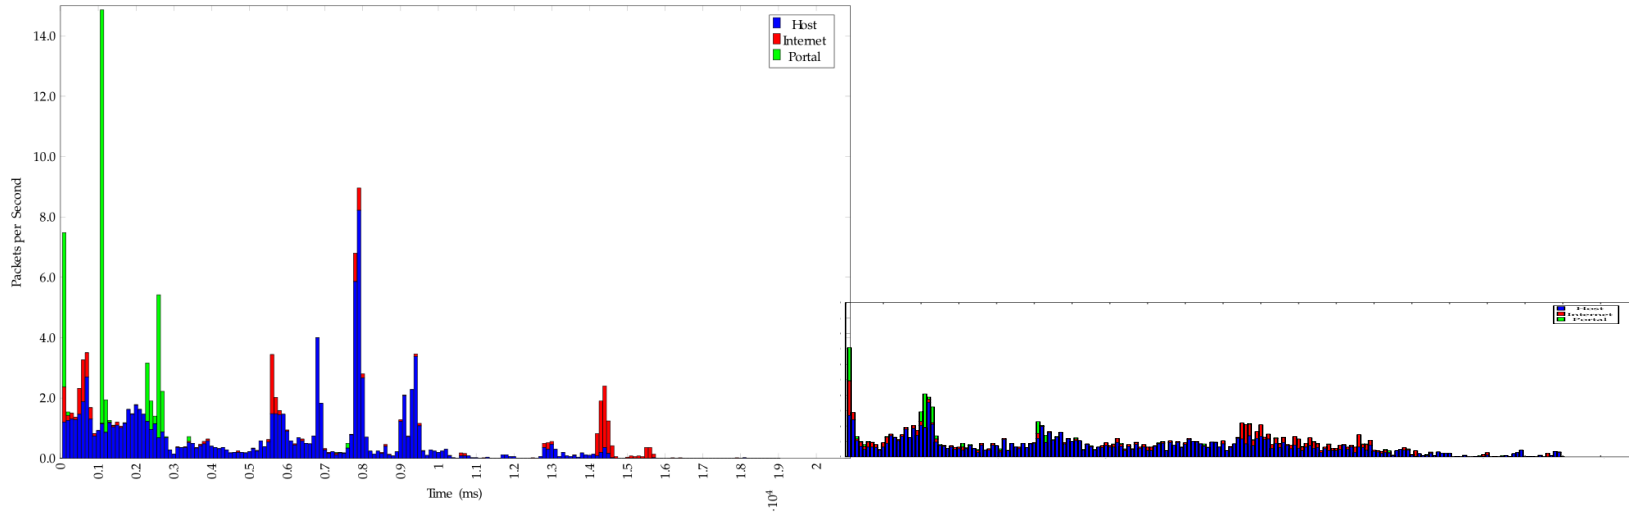 14.0
12.0
10.0
8.0
6.0
4.0
2.0
0.0
Packets per Second
Host
Internet
Portal
0 0.1 0.2 0.3 0.4 0.5 0.6 0.7 0.8 0.9 1 1.1 1.2 1.3 1.4 1.5 1.6 1.7 1.8 1.9 2
Time (ms)
·10⁴
Host
Internet
Portal